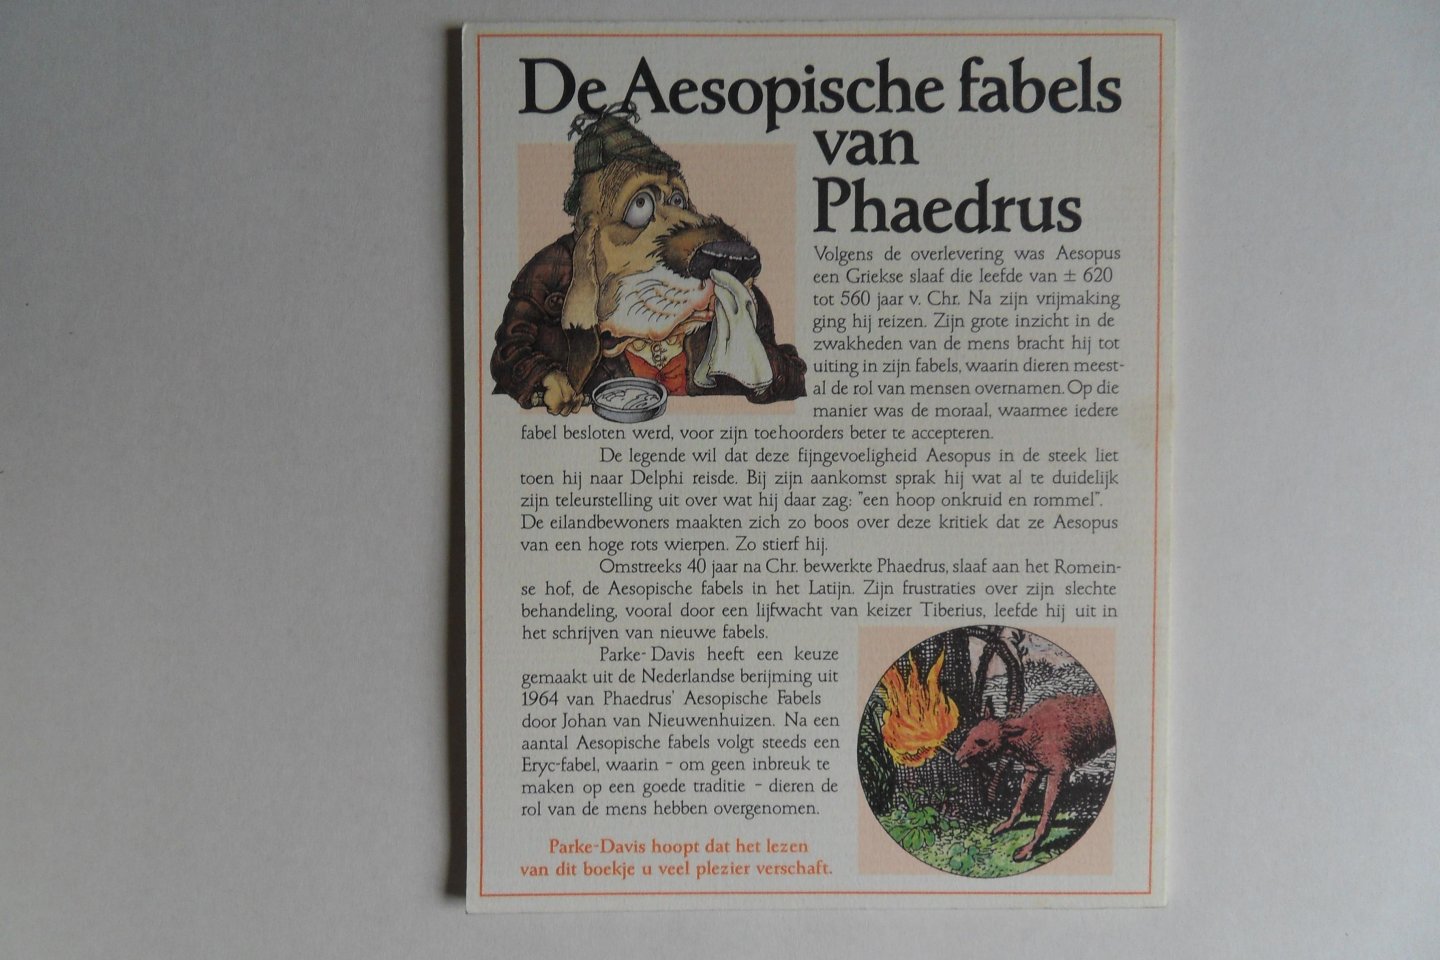 De Aesopische fabels
van
Phaedrus
Volgens de overlevering was Aesopus
een Griekse slaaf die leefde van ± 620
tot 560 jaar v. Chr. Na zijn vrijmaking
ging hij reizen. Zijn grote inzicht in de
zwakheden van de mens bracht hij tot
uiting in zijn fabels, waarin dieren meest-
al de rol van mensen overnamen. Op die
manier was de moraal, waarmee iedere
fabel besloten werd, voor zijn toehoorders beter te accepteren.
De legende wil dat deze fijngevoeligheid Aesopus in de steek liet
toen hij naar Delphi reisde. Bij zijn aankomst sprak hij wat al te duidelijk
zijn teleurstelling uit over wat hij daar zag: "een hoop onkruid en rommel".
De eilandbewoners maakten zich zo boos over deze kritiek dat ze Aesopus
van een hoge rots wierpen. Zo stierf hij.
Omstreeks 40 jaar na Chr. bewerkte Phaedrus, slaaf aan het Romein-
se hof, de Aesopische fabels in het Latijn. Zijn frustraties over zijn slechte
behandeling, vooral door een lijfwacht van keizer Tiberius, leefde hij uit in
het schrijven van nieuwe fabels.
Parke-Davis heeft een keuze
gemaakt uit de Nederlandse berijming uit
1964 van Phaedrus' Aesopische Fabels
door Johan van Nieuwenhuizen. Na een
aantal Aesopische fabels volgt steeds een
Eryc-fabel, waarin - om geen inbreuk te
maken op een goede traditie - dieren de
rol van de mens hebben overgenomen.
Parke-Davis hoopt dat het lezen
van dit boekje u veel plezier verschaft.